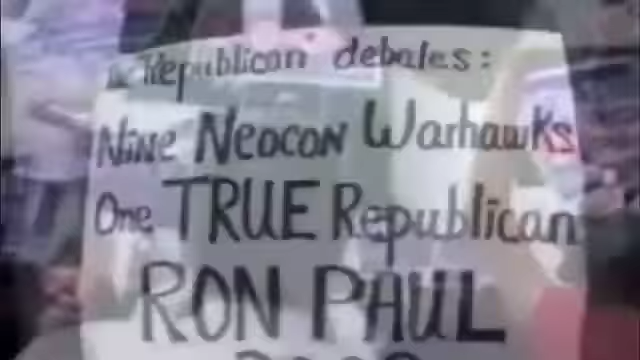 Republican debates:
Nine Neocon Warhawks
One TRUE Republican
RON PAUL